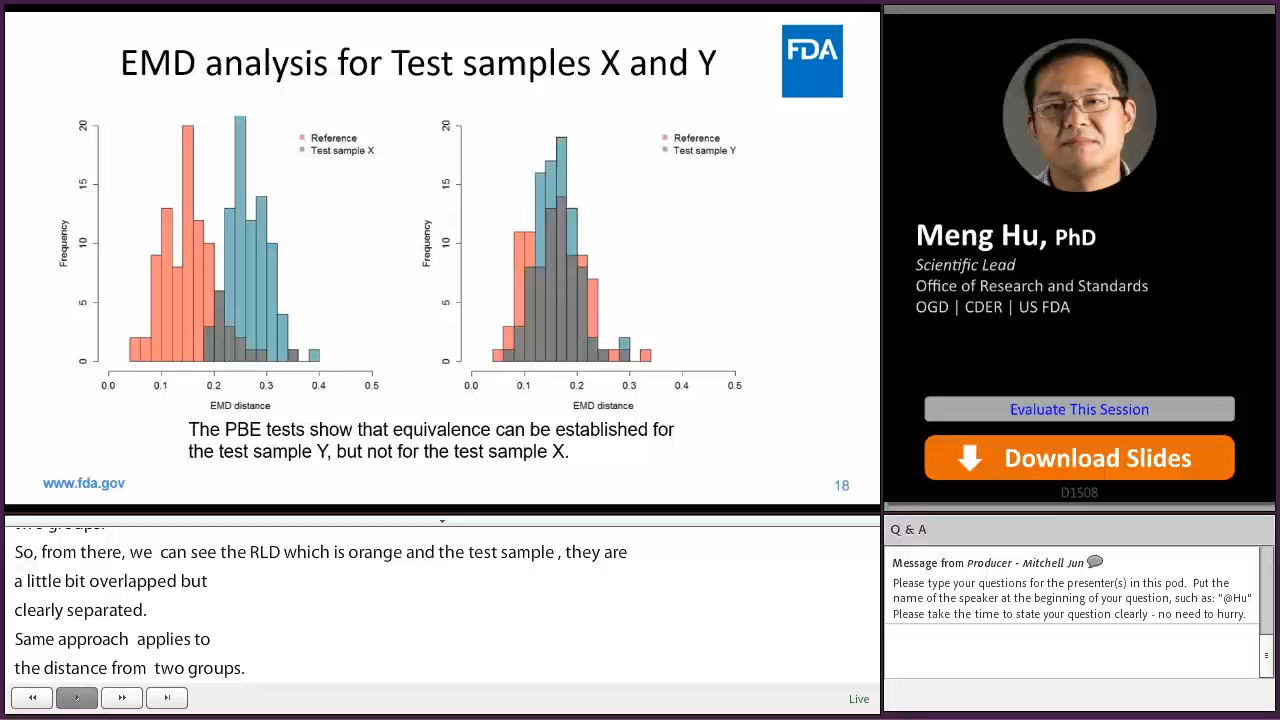 EMD analysis for Test samples X and Y
FDA
20
15
10
5
0
Frequency
Reference
Test sample X
0.0 0.1 0.2 0.3 0.4 0.5
EMD distance
20
15
10
5
0
Frequency
Reference
Test sample Y
0.0 0.1 0.2 0.3 0.4 0.5
EMD distance
The PBE tests show that equivalence can be established for
the test sample Y, but not for the test sample X.
www.fda.gov
18
So, from there, we can see the RLD which is orange and the test sample , they are
a little bit overlapped but
clearly separated.
Same approach applies to
the distance from two groups.
Live
Meng Hu, PhD
Scientific Lead
Office of Research and Standards
OGD | CDER | US FDA
Evaluate This Session
Download Slides
D1S08
Q & A
Message from Producer - Mitchell Jun
Please type your questions for the presenter(s) in this pod. Put the
name of the speaker at the beginning of your question, such as: "@Hu"
Please take the time to state your question clearly - no need to hurry.